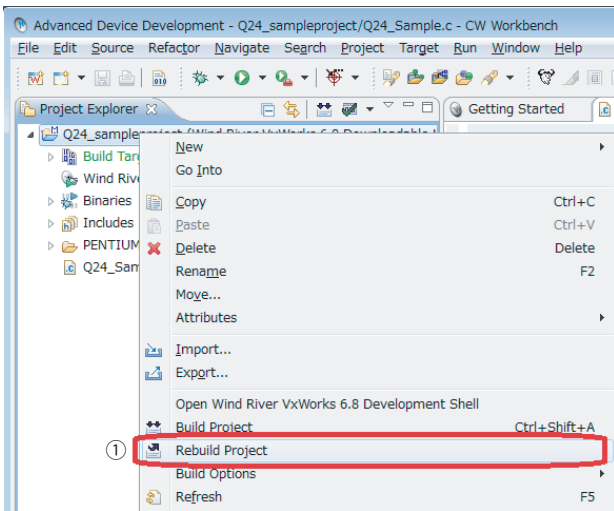 Advanced Device Development - Q24_sampleproject/Q24_Sample.c - CW Workbench
File Edit Source Refactor Navigate Search Project Target Run Window Help
Project Explorer Getting Started
Q24_sampleproject (Wind River VxWorks 6.8 Downloadable
New
Build Tar
Go Into
Wind Rive
Binaries
Copy Ctrl+C
Includes
Paste Ctrl+V
PENTIUM
Delete Delete
Q24_Sam
Rename F2
Move...
Attributes
Import...
Export...
Open Wind River VxWorks 6.8 Development Shell
Build Project Ctrl+Shift+A
① Rebuild Project
Build Options
Refresh F5